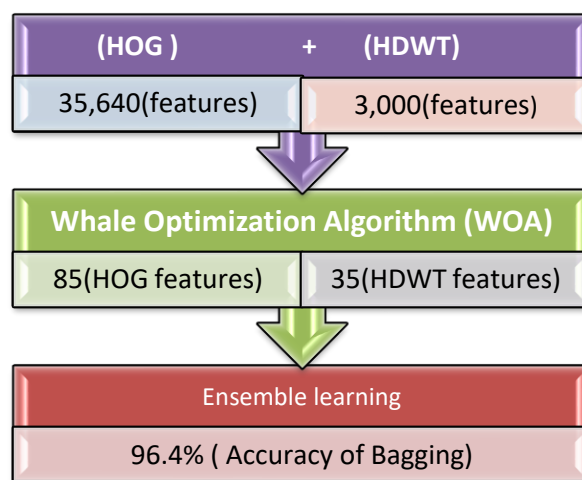 (HOG ) + (HDWT)
35,640(features) 3,000(features)
Whale Optimization Algorithm (WOA)
85(HOG features) 35(HDWT features)
Ensemble learning
96.4% ( Accuracy of Bagging)